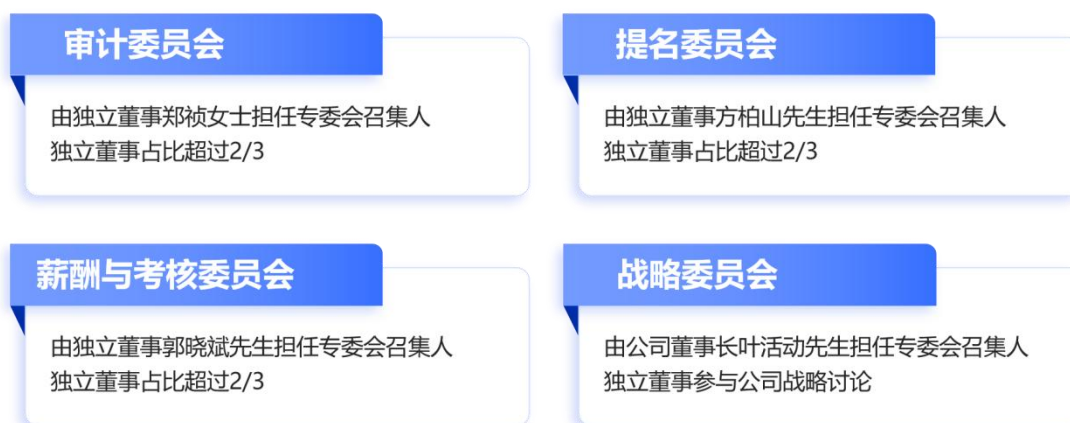 审计委员会
由独立董事郑祯女士担任专委会召集人
独立董事占比超过2/3
提名委员会
由独立董事方柏山先生担任专委会召集人
独立董事占比超过2/3
薪酬与考核委员会
由独立董事郭晓斌先生担任专委会召集人
独立董事占比超过2/3
战略委员会
由公司董事长叶活动先生担任专委会召集人
独立董事参与公司战略讨论